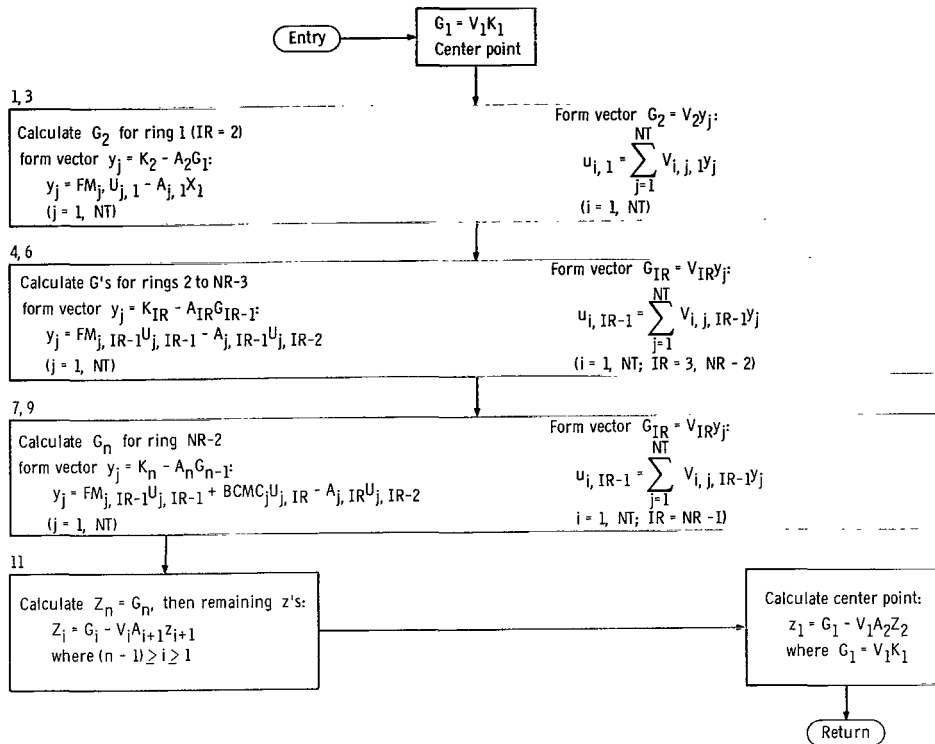 Entry
G1 = V1K1
Center point
1, 3
Calculate G2 for ring 1 (IR = 2)
form vector yj = K2 - A2G1:
yj = FMj, Uj, 1 - Aj, 1X1
(j = 1, NT)
Form vector G2 = V2yj:
ui, 1 = NT∑j=1 Vi, j, 1yj
(i = 1, NT)
4, 6
Calculate G's for rings 2 to NR-3
form vector yj = KIR - AIRGIR-1:
yj = FMj, IR-1Uj, IR-1 - Aj, IR-1Uj, IR-2
(j = 1, NT)
Form vector GIR = VIRyj:
ui, IR-1 = NT∑j=1 Vi, j, IR-1yj
(i = 1, NT; IR = 3, NR - 2)
7, 9
Calculate Gn for ring NR-2
form vector yj = Kn - AnGn-1:
yj = FMj, IR-1Uj, IR-1 + BCMCjUj, IR - Aj, IRUj, IR-2
(j = 1, NT)
Form vector GIR = VIRyj:
ui, IR-1 = NT∑j=1 Vi, j, IR-1yj
i = 1, NT; IR = NR -1)
11
Calculate Zn = Gn, then remaining z's:
Zi = Gi - ViAi+1zi+1
where (n - 1) ≥ i ≥ 1
Calculate center point:
z1 = G1 - V1A2Z2
where G1 = V1K1
Return